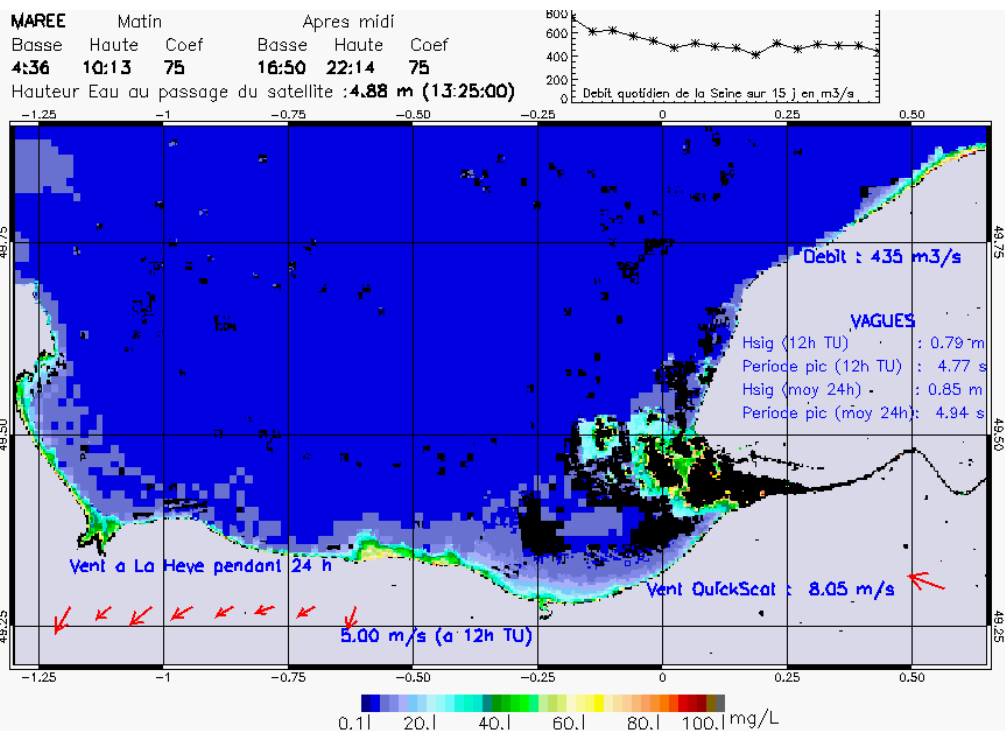 MAREE Matin Apres midi
Basse Haute Coef Basse Haute Coef
4:36 10:13 75 16:50 22:14 75
Hauteur Eau au passage du satellite :4.88 m (13:25:00)
800
600
400
200
0
Debit quotidien de la Seine sur 15 j en m3/s
-1.25 -1 -0.75 -0.50 -0.25 0 0.25 0.50
49.75 49.75
Debit : 435 m3/s
VAGUES
Hsig (12h TU) : 0.79 m
Periode pic (12h TU) : 4.77 s
Hsig (moy 24h) - : 0.85 m
Periode pic (moy 24h): 4.94 s
49.50 49.50
Vent a La Heve pendant 24 h
Vent QuickScat : 8.05 m/s
49.25 49.25
5.00 m/s (a 12h TU)
-1.25 -1 -0.75 -0.50 -0.25 0 0.25 0.50
0.1 20.1 40.1 60.1 80.1 100.1 mg/L